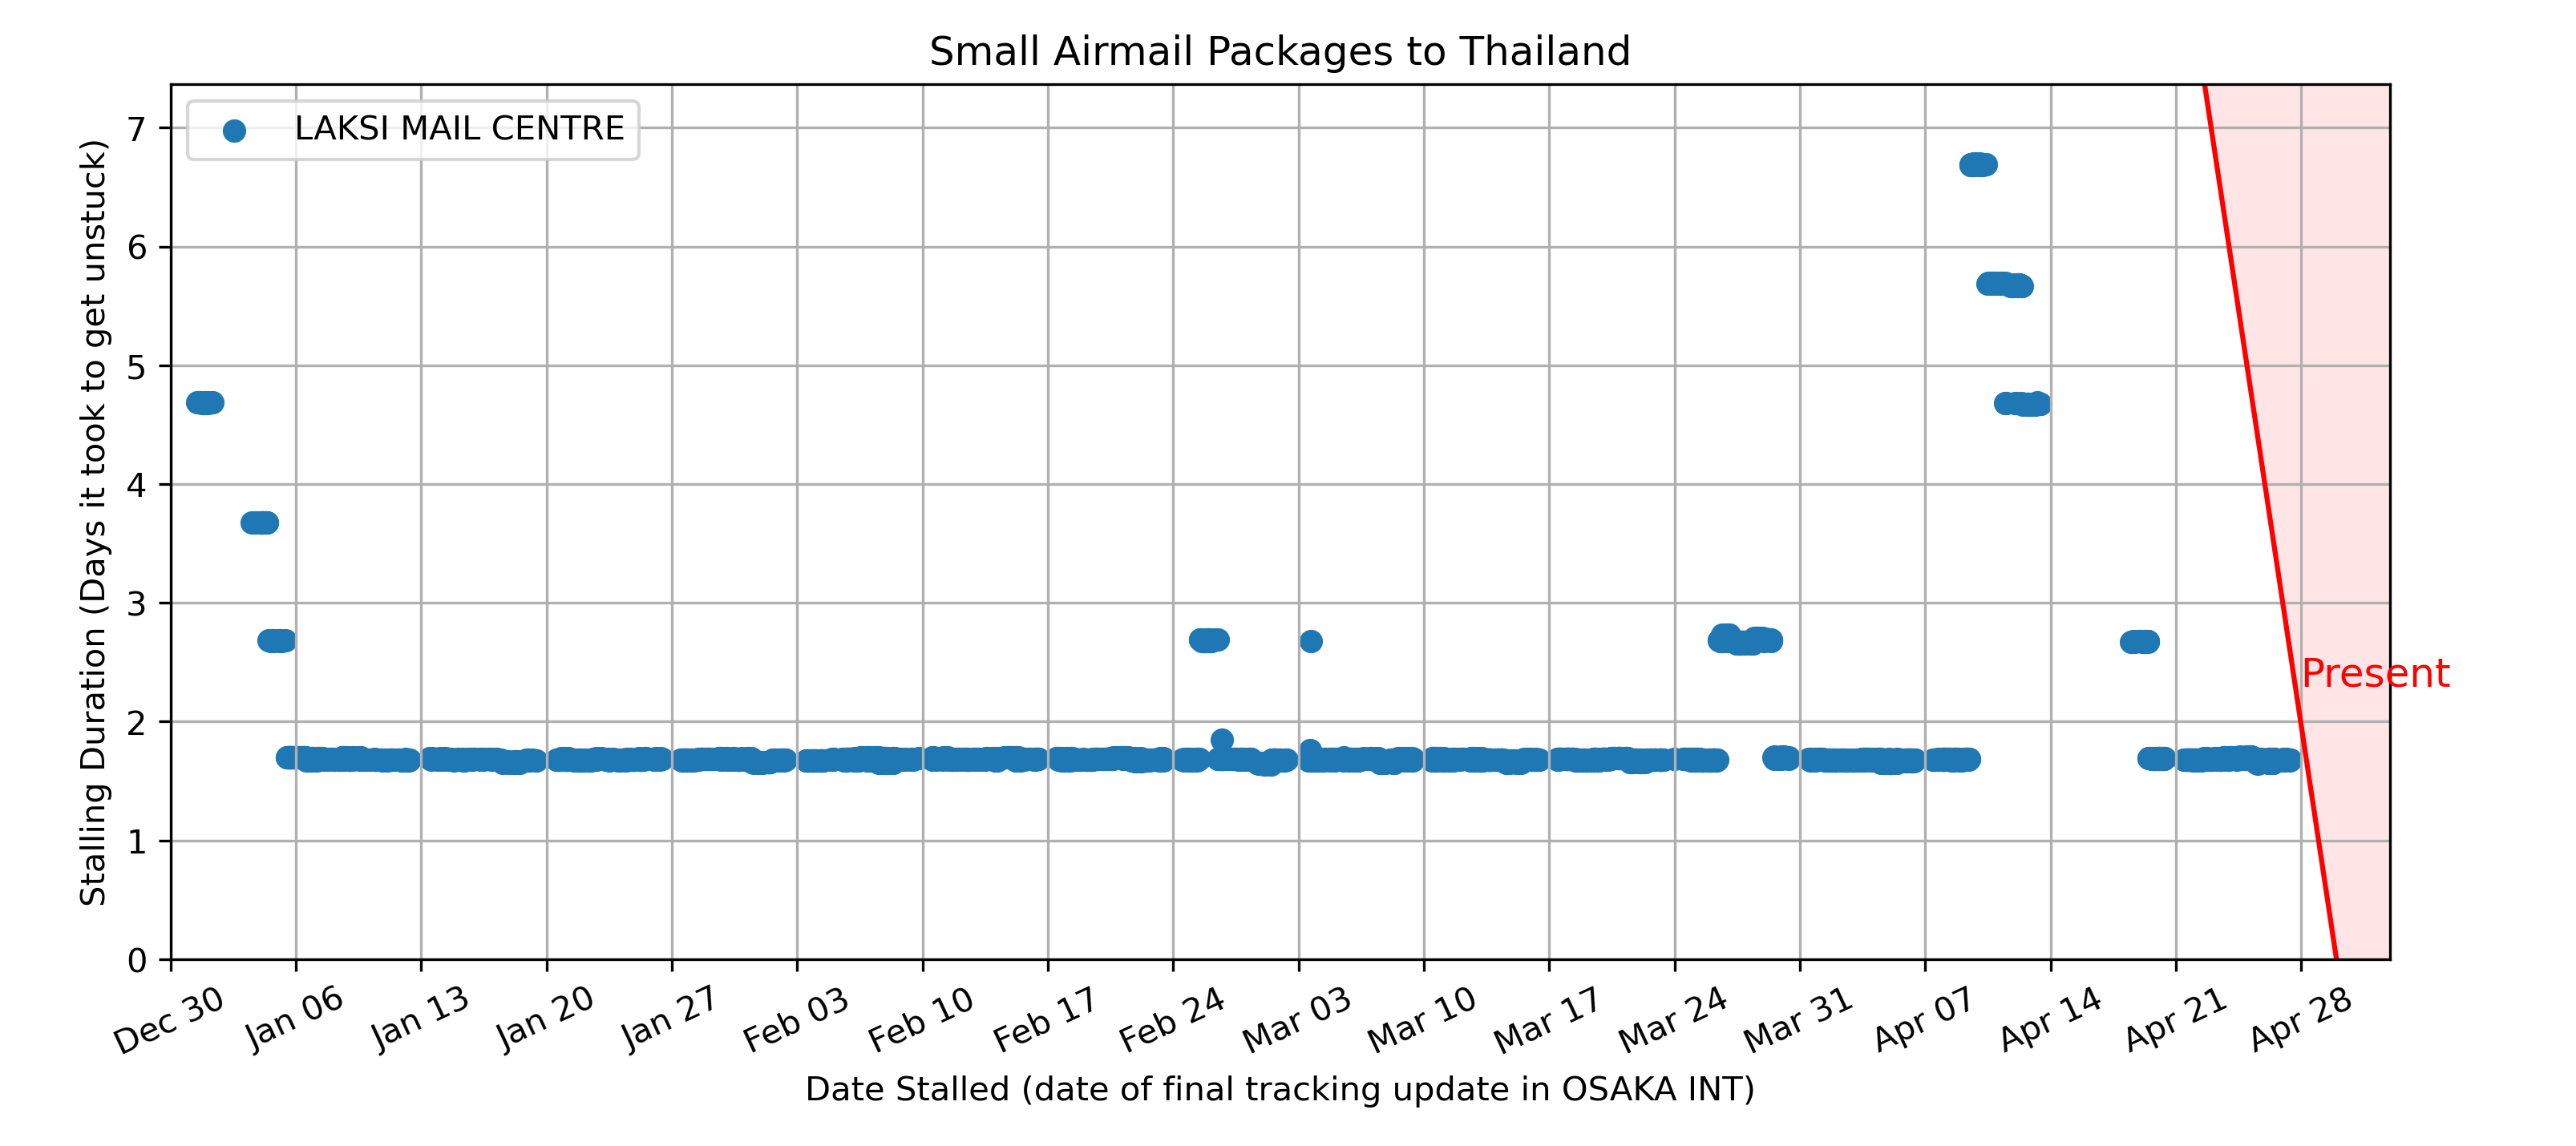 Small Airmail Packages to Thailand
LAKSI MAIL CENTRE
Stalling Duration (Days it took to get unstuck)
7
6
5
4
3
2
1
0
Present
Dec 30
Jan 06
Jan 13
Jan 20
Jan 27
Feb 03
Feb 10
Feb 17
Feb 24
Mar 03
Mar 10
Mar 17
Mar 24
Mar 31
Apr 07
Apr 14
Apr 21
Apr 28
Date Stalled (date of final tracking update in OSAKA INT)